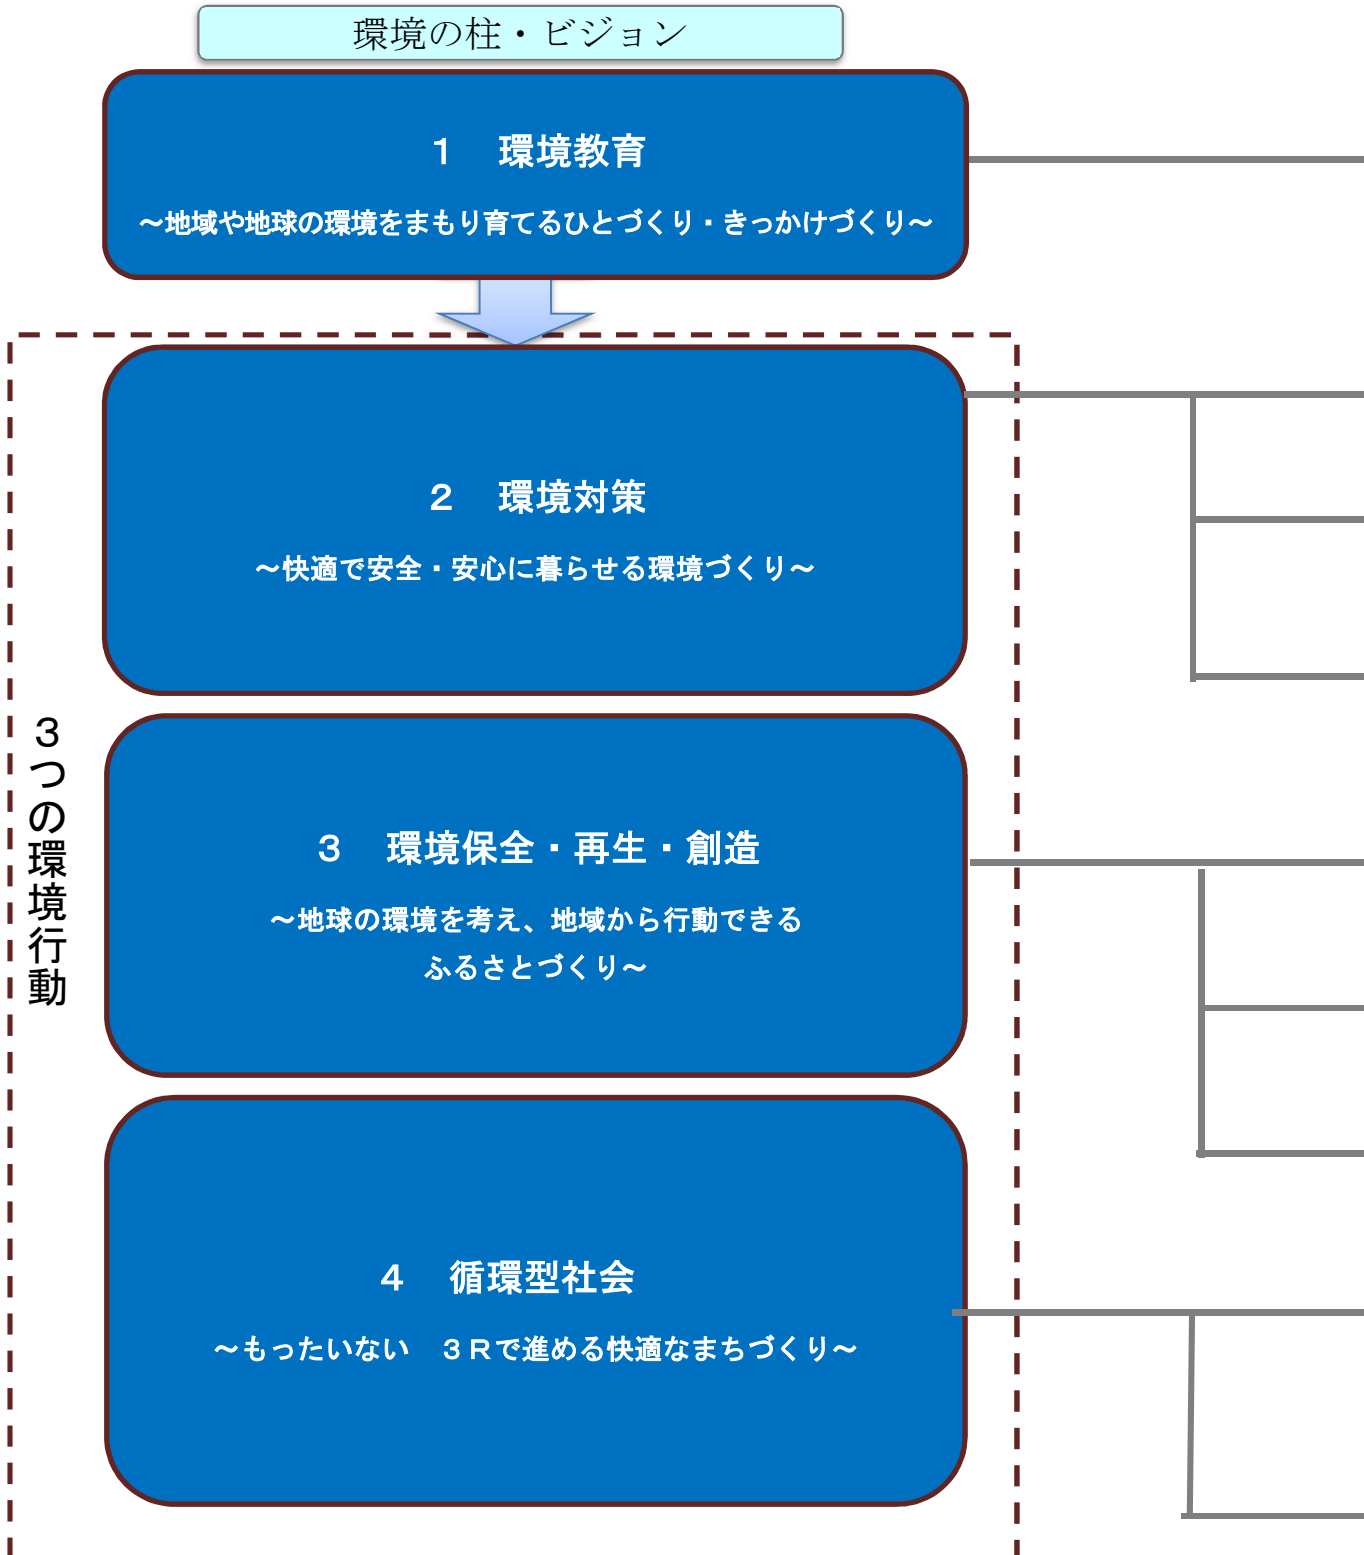 環境の柱・ビジョン
１　環境教育
～地域や地球の環境をまもり育てるひとづくり・きっかけづくり～
２　環境対策
～快適で安全・安心に暮らせる環境づくり～
３つの環境行動
３　環境保全・再生・創造
～地球の環境を考え、地域から行動できる
ふるさとづくり～
４　循環型社会
～もったいない　３Ｒで進める快適なまちづくり～